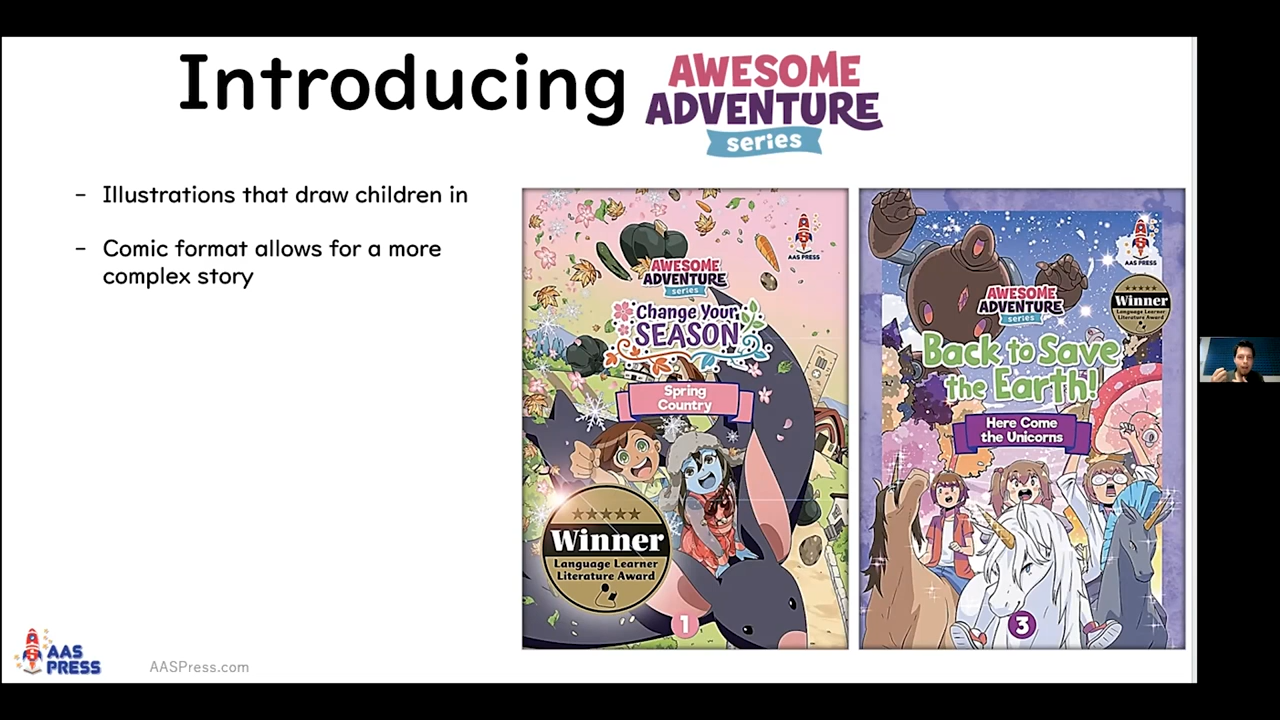 Introducing
AWESOME
ADVENTURE
series
- Illustrations that draw children in
- Comic format allows for a more
complex story
AAS PRESS
AWESOME
ADVENTURE
series
Change Your
SEASON
Spring
Country
★★★★★
Winner
Language Learner
Literature Award
1
AAS PRESS
★★★★★
Winner
Language Learner
Literature Award
AWESOME
ADVENTURE
series
Back to Save
the Earth!
Here Come
the Unicorns
3
AAS
PRESS
AASPress.com